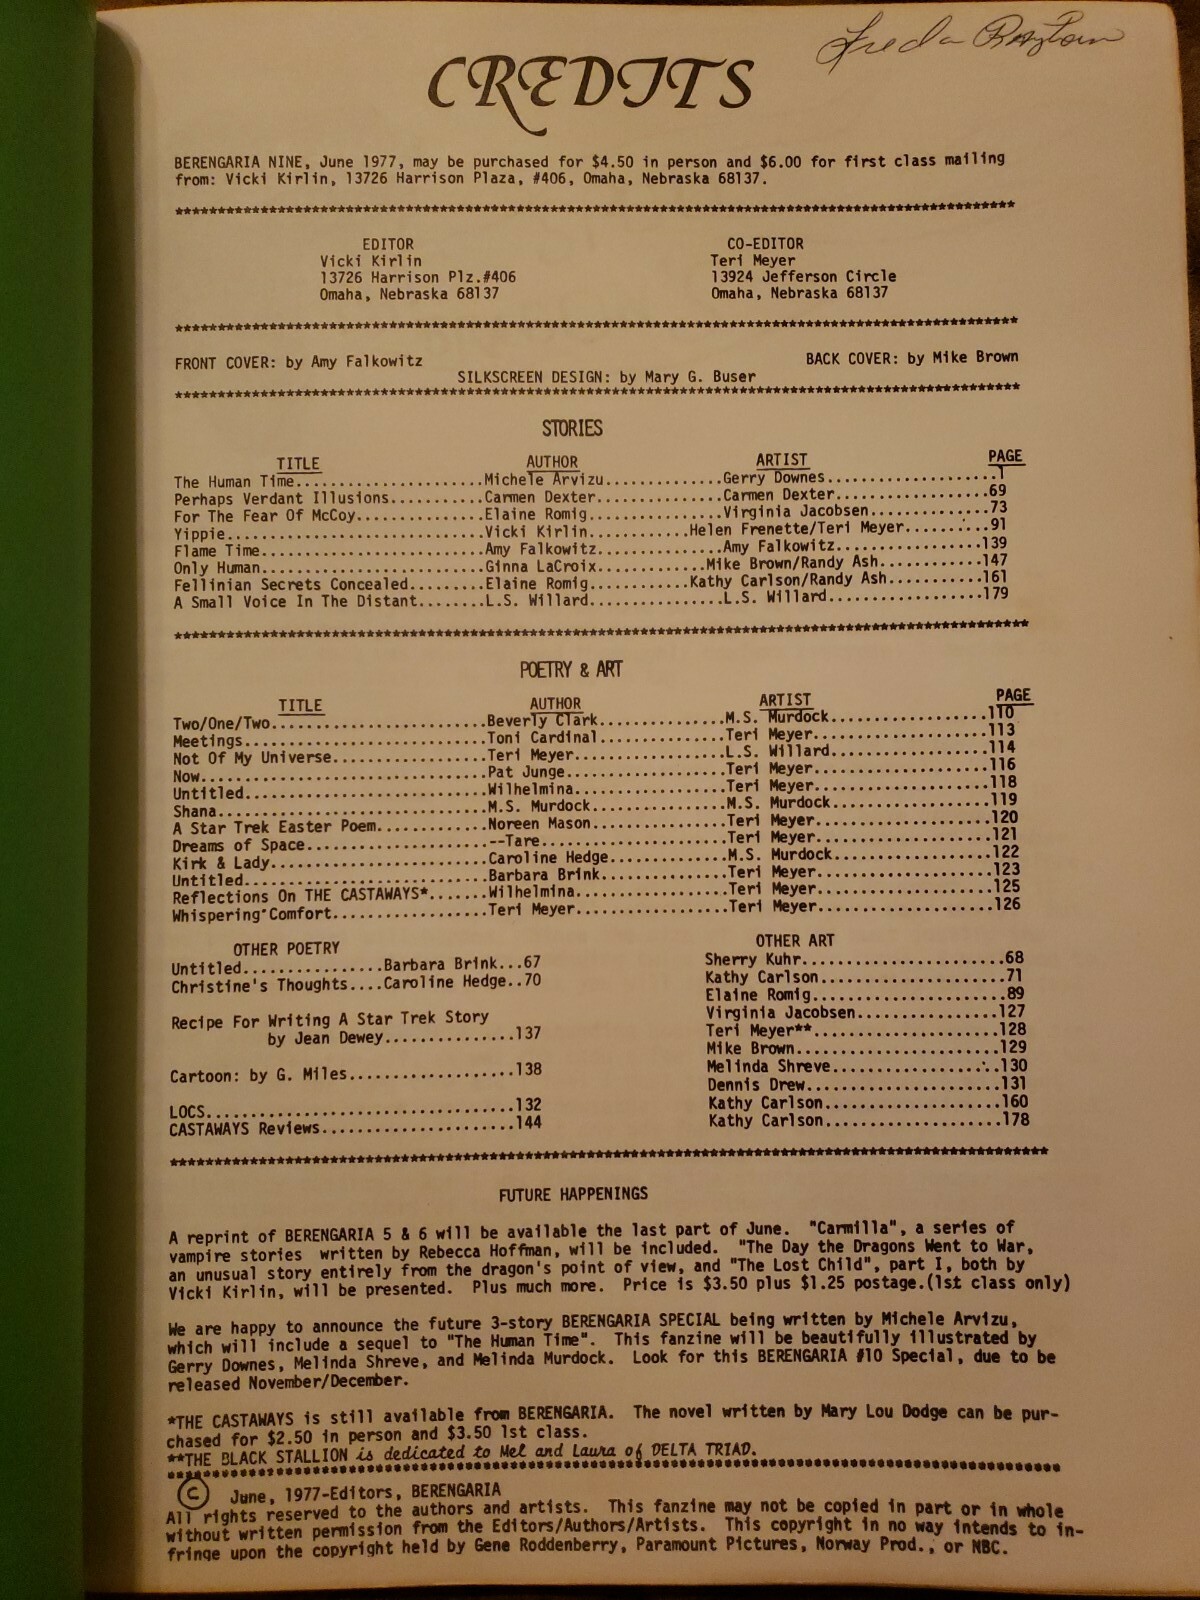 Freda
CREDITS
BERENGARIA NINE, June 1977, may be purchased for $4.50 in person and $6.00 for first class mailing
from: Vicki Kirlin, 13726 Harrison Plaza, #406, Omaha, Nebraska 68137.
****************************************************************************************************
EDITOR CO-EDITOR
Vicki Kirlin Teri Meyer
13726 Harrison Plz.#406 13924 Jefferson Circle
Omaha, Nebraska 68137 Omaha, Nebraska 68137
****************************************************************************************************
FRONT COVER: by Amy Falkowitz BACK COVER: by Mike Brown
SILKSCREEN DESIGN: by Mary G. Buser
****************************************************************************************************
STORIES
TITLE AUTHOR ARTIST PAGE
The Human Time......................Michele Arvizu..............Gerry Downes....................1
Perhaps Verdant Illusions...........Carmen Dexter...............Carmen Dexter..................69
For The Fear Of McCoy...............Elaine Romig................Virginia Jacobsen..............73
Yippie..............................Vicki Kirlin............Helen Frenette/Teri Meyer..........91
Flame Time..........................Amy Falkowitz...............Amy Falkowitz.................139
Only Human..........................Ginna LaCroix.............Mike Brown/Randy Ash............147
Fellinian Secrets Concealed.........Elaine Romig............Kathy Carlson/Randy Ash...........161
A Small Voice In The Distant........L.S. Willard................L.S. Willard..................179
****************************************************************************************************
POETRY & ART
TITLE AUTHOR ARTIST PAGE
Two/One/Two.........................Beverly Clark...............M.S. Murdock...................110
Meetings............................Toni Cardinal...............Teri Meyer.....................113
Not Of My Universe..................Teri Meyer..................L.S. Willard...................114
Now.................................Pat Junge...................Teri Meyer.....................116
Untitled............................Wilhelmina..................Teri Meyer.....................118
Shana...............................M.S. Murdock................M.S. Murdock...................119
A Star Trek Easter Poem.............Noreen Mason................Teri Meyer.....................120
Dreams of Space.....................--Tare......................Teri Meyer.....................121
Kirk & Lady.........................Caroline Hedge..............M.S. Murdock...................122
Untitled............................Barbara Brink...............Teri Meyer.....................123
Reflections On THE CASTAWAYS*.......Wilhelmina..................Teri Meyer.....................125
Whispering Comfort..................Teri Meyer..................Teri Meyer.....................126
OTHER POETRY OTHER ART
Untitled................Barbara Brink...67 Sherry Kuhr........................68
Christine's Thoughts....Caroline Hedge..70 Kathy Carlson......................71
Elaine Romig.......................89
Recipe For Writing A Star Trek Story Virginia Jacobsen.................127
by Jean Dewey...............137 Teri Meyer**......................128
Mike Brown........................129
Cartoon: by G. Miles....................138 Melinda Shreve....................130
Dennis Drew.......................131
LOCS....................................132 Kathy Carlson.....................160
CASTAWAYS Reviews.......................144 Kathy Carlson.....................178
****************************************************************************************************
FUTURE HAPPENINGS
A reprint of BERENGARIA 5 & 6 will be available the last part of June. "Carmilla", a series of
vampire stories written by Rebecca Hoffman, will be included. "The Day the Dragons Went to War,
an unusual story entirely from the dragon's point of view, and "The Lost Child", part I, both by
Vicki Kirlin, will be presented. Plus much more. Price is $3.50 plus $1.25 postage.(1st class only)
We are happy to announce the future 3-story BERENGARIA SPECIAL being written by Michele Arvizu,
which will include a sequel to "The Human Time". This fanzine will be beautifully illustrated by
Gerry Downes, Melinda Shreve, and Melinda Murdock. Look for this BERENGARIA #10 Special, due to be
released November/December.
*THE CASTAWAYS is still available from BERENGARIA. The novel written by Mary Lou Dodge can be pur-
chased for $2.50 in person and $3.50 1st class.
**THE BLACK STALLION is dedicated to Mel and Laura of DELTA TRIAD.
****************************************************************************************************
© June, 1977-Editors, BERENGARIA
All rights reserved to the authors and artists. This fanzine may not be copied in part or in whole
without written permission from the Editors/Authors/Artists. This copyright in no way intends to in-
fringe upon the copyright held by Gene Roddenberry, Paramount Pictures, Norway Prod., or NBC.